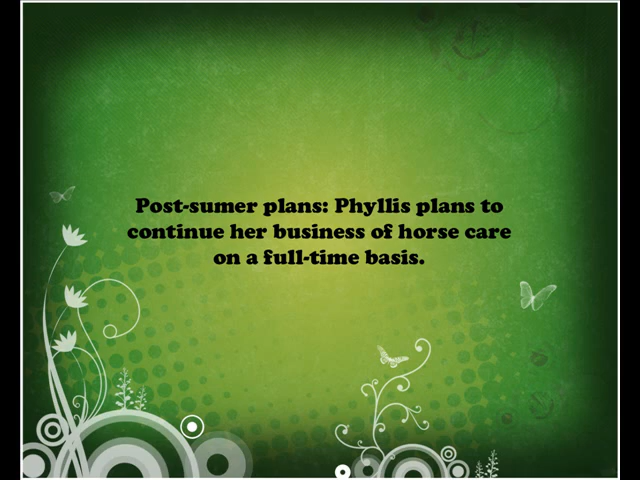 Post-sumer plans: Phyllis plans to
continue her business of horse care
on a full-time basis.